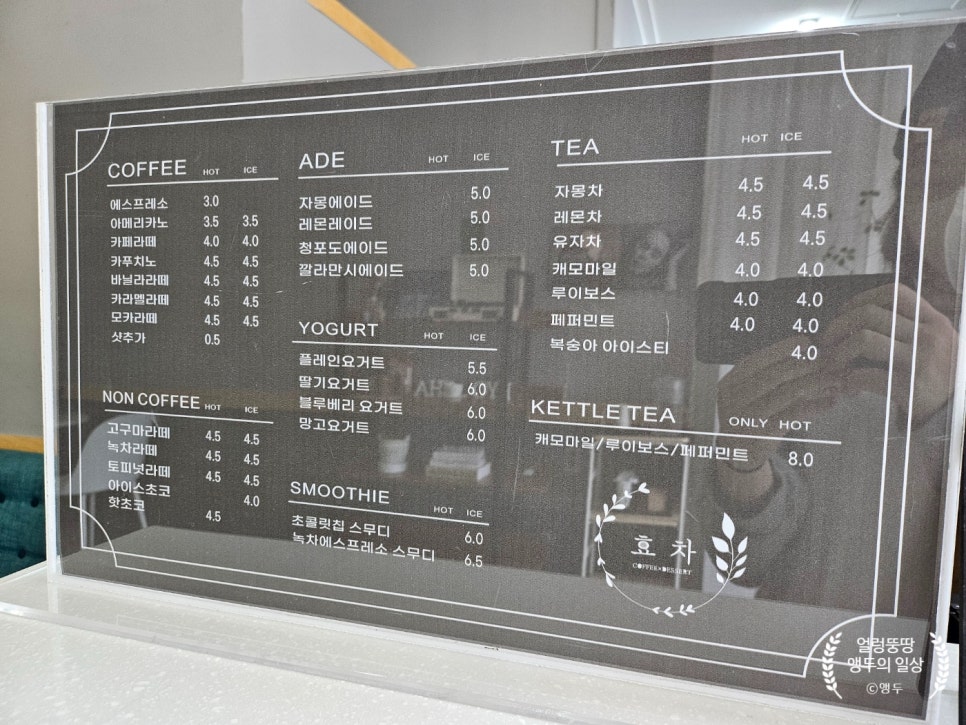 COFFEE HOT ICE
에스프레소 3.0
아메리카노 3.5 3.5
카페라떼 4.0 4.0
카푸치노 4.5 4.5
바닐라라떼 4.5 4.5
카라멜라떼 4.5 4.5
모카라떼 4.5 4.5
샷추가 0.5
NON COFFEE HOT ICE
고구마라떼 4.5 4.5
녹차라떼 4.5 4.5
토피넛라떼 4.5 4.5
아이스초코 4.0
핫초코 4.5
ADE HOT ICE
자몽에이드 5.0
레몬레이드 5.0
청포도에이드 5.0
깔라만시에이드 5.0
YOGURT HOT ICE
플레인요거트 5.5
딸기요거트 6.0
블루베리 요거트 6.0
망고요거트 6.0
SMOOTHIE HOT ICE
초콜릿칩 스무디 6.0
녹차에스프레소 스무디 6.5
TEA HOT ICE
자몽차 4.5 4.5
레몬차 4.5 4.5
유자차 4.5 4.5
캐모마일 4.0 4.0
루이보스 4.0 4.0
페퍼민트 4.0 4.0
복숭아 아이스티 4.0
KETTLE TEA ONLY HOT
캐모마일/루이보스/페퍼민트 8.0
효 차
COFFEE×DESSERT
얼렁뚱땅
앵두의 일상
ⓒ앵두